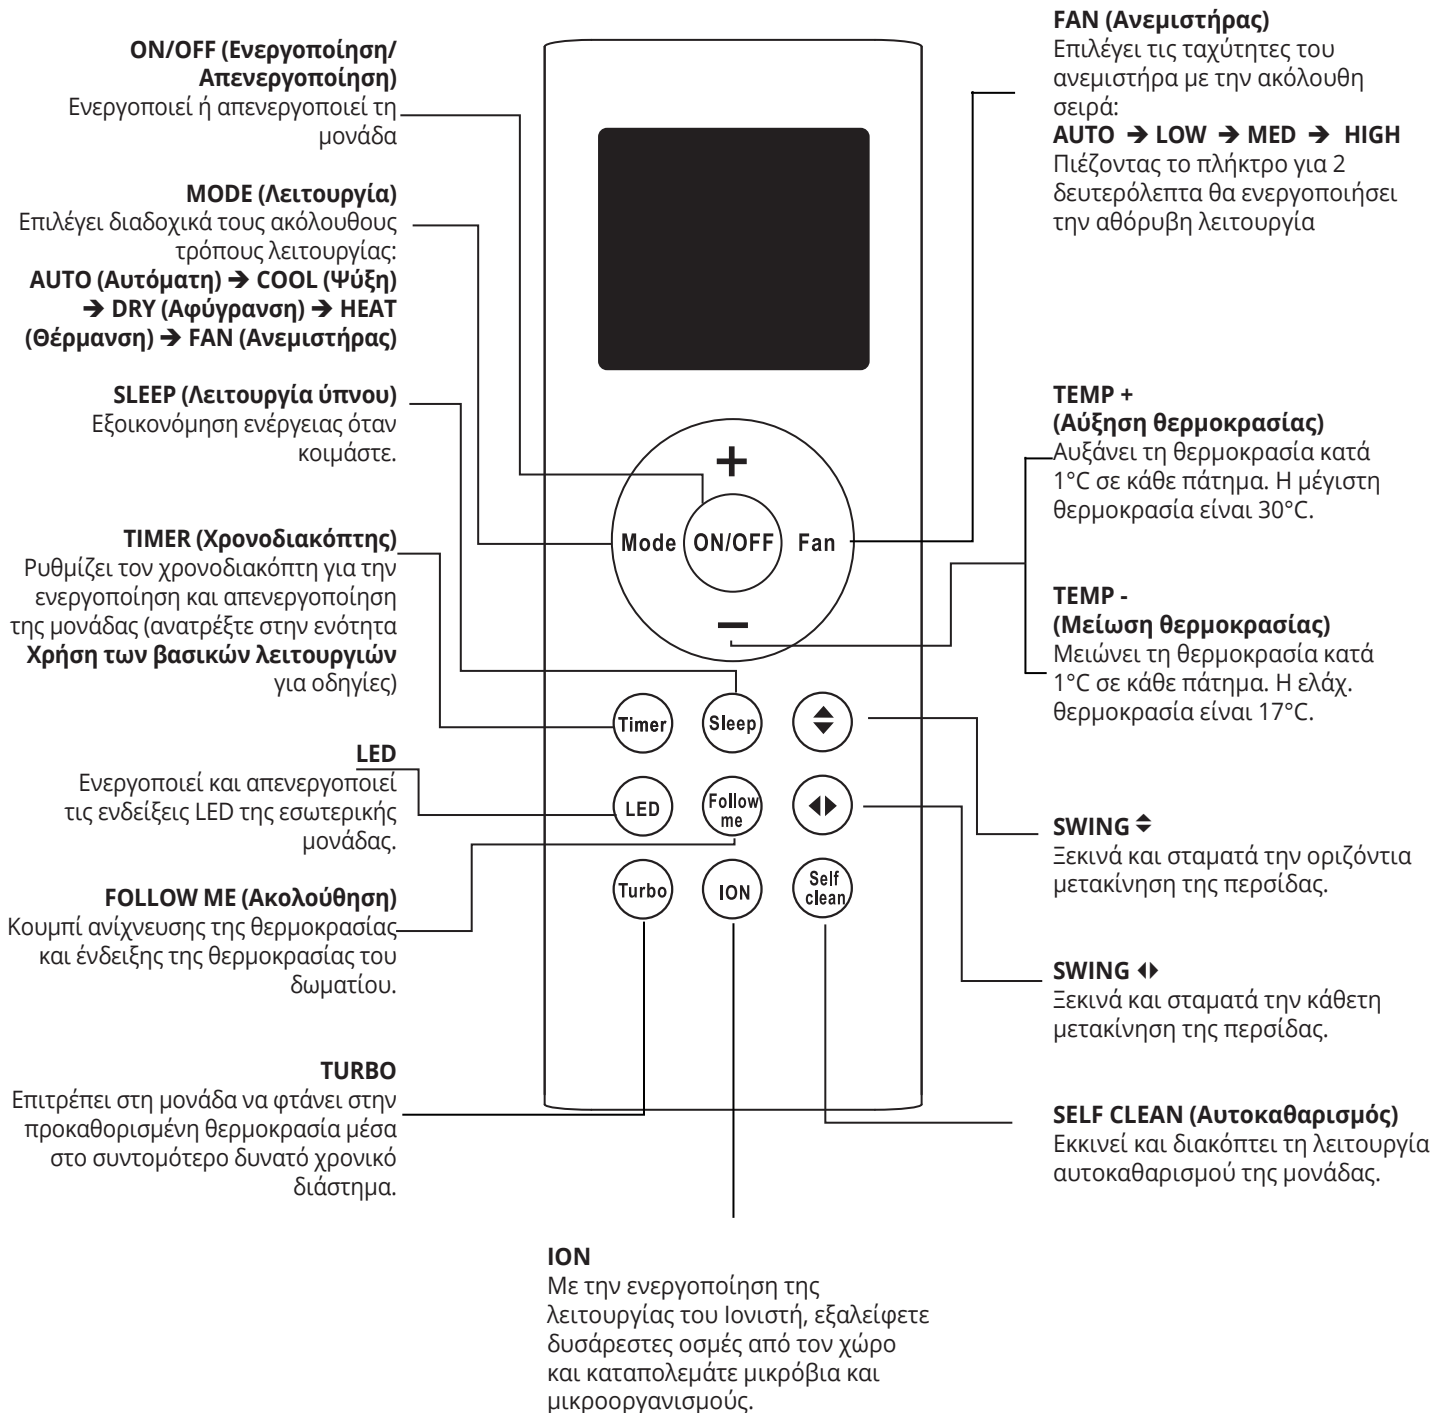 ON/OFF (Ενεργοποίηση/
Απενεργοποίηση)
Ενεργοποιεί ή απενεργοποιεί τη
μονάδα
MODE (Λειτουργία)
Επιλέγει διαδοχικά τους ακόλουθους
τρόπους λειτουργίας:
AUTO (Αυτόματη) ➔ COOL (Ψύξη)
➔ DRY (Αφύγρανση) ➔ HEAT
(Θέρμανση) ➔ FAN (Ανεμιστήρας)
SLEEP (Λειτουργία ύπνου)
Εξοικονόμηση ενέργειας όταν
κοιμάστε.
TIMER (Χρονοδιακόπτης)
Ρυθμίζει τον χρονοδιακόπτη για την
ενεργοποίηση και απενεργοποίηση
της μονάδας (ανατρέξτε στην ενότητα
Χρήση των βασικών λειτουργιών
για οδηγίες)
LED
Ενεργοποιεί και απενεργοποιεί
τις ενδείξεις LED της εσωτερικής
μονάδας.
FOLLOW ME (Ακολούθηση)
Κουμπί ανίχνευσης της θερμοκρασίας
και ένδειξης της θερμοκρασίας του
δωματίου.
TURBO
Επιτρέπει στη μονάδα να φτάνει στην
προκαθορισμένη θερμοκρασία μέσα
στο συντομότερο δυνατό χρονικό
διάστημα.
+
Mode ON/OFF Fan
−
Timer Sleep
LED Follow me
Turbo ION Self clean
ION
Με την ενεργοποίηση της
λειτουργίας του Ιονιστή, εξαλείφετε
δυσάρεστες οσμές από τον χώρο
και καταπολεμάτε μικρόβια και
μικροοργανισμούς.
FAN (Ανεμιστήρας)
Επιλέγει τις ταχύτητες του
ανεμιστήρα με την ακόλουθη
σειρά:
AUTO ➔ LOW ➔ MED ➔ HIGH
Πιέζοντας το πλήκτρο για 2
δευτερόλεπτα θα ενεργοποιήσει
την αθόρυβη λειτουργία
TEMP +
(Αύξηση θερμοκρασίας)
Αυξάνει τη θερμοκρασία κατά
1°C σε κάθε πάτημα. Η μέγιστη
θερμοκρασία είναι 30°C.
TEMP -
(Μείωση θερμοκρασίας)
Μειώνει τη θερμοκρασία κατά
1°C σε κάθε πάτημα. Η ελάχ.
θερμοκρασία είναι 17°C.
SWING
Ξεκινά και σταματά την οριζόντια
μετακίνηση της περσίδας.
SWING
Ξεκινά και σταματά την κάθετη
μετακίνηση της περσίδας.
SELF CLEAN (Αυτοκαθαρισμός)
Εκκινεί και διακόπτει τη λειτουργία
αυτοκαθαρισμού της μονάδας.